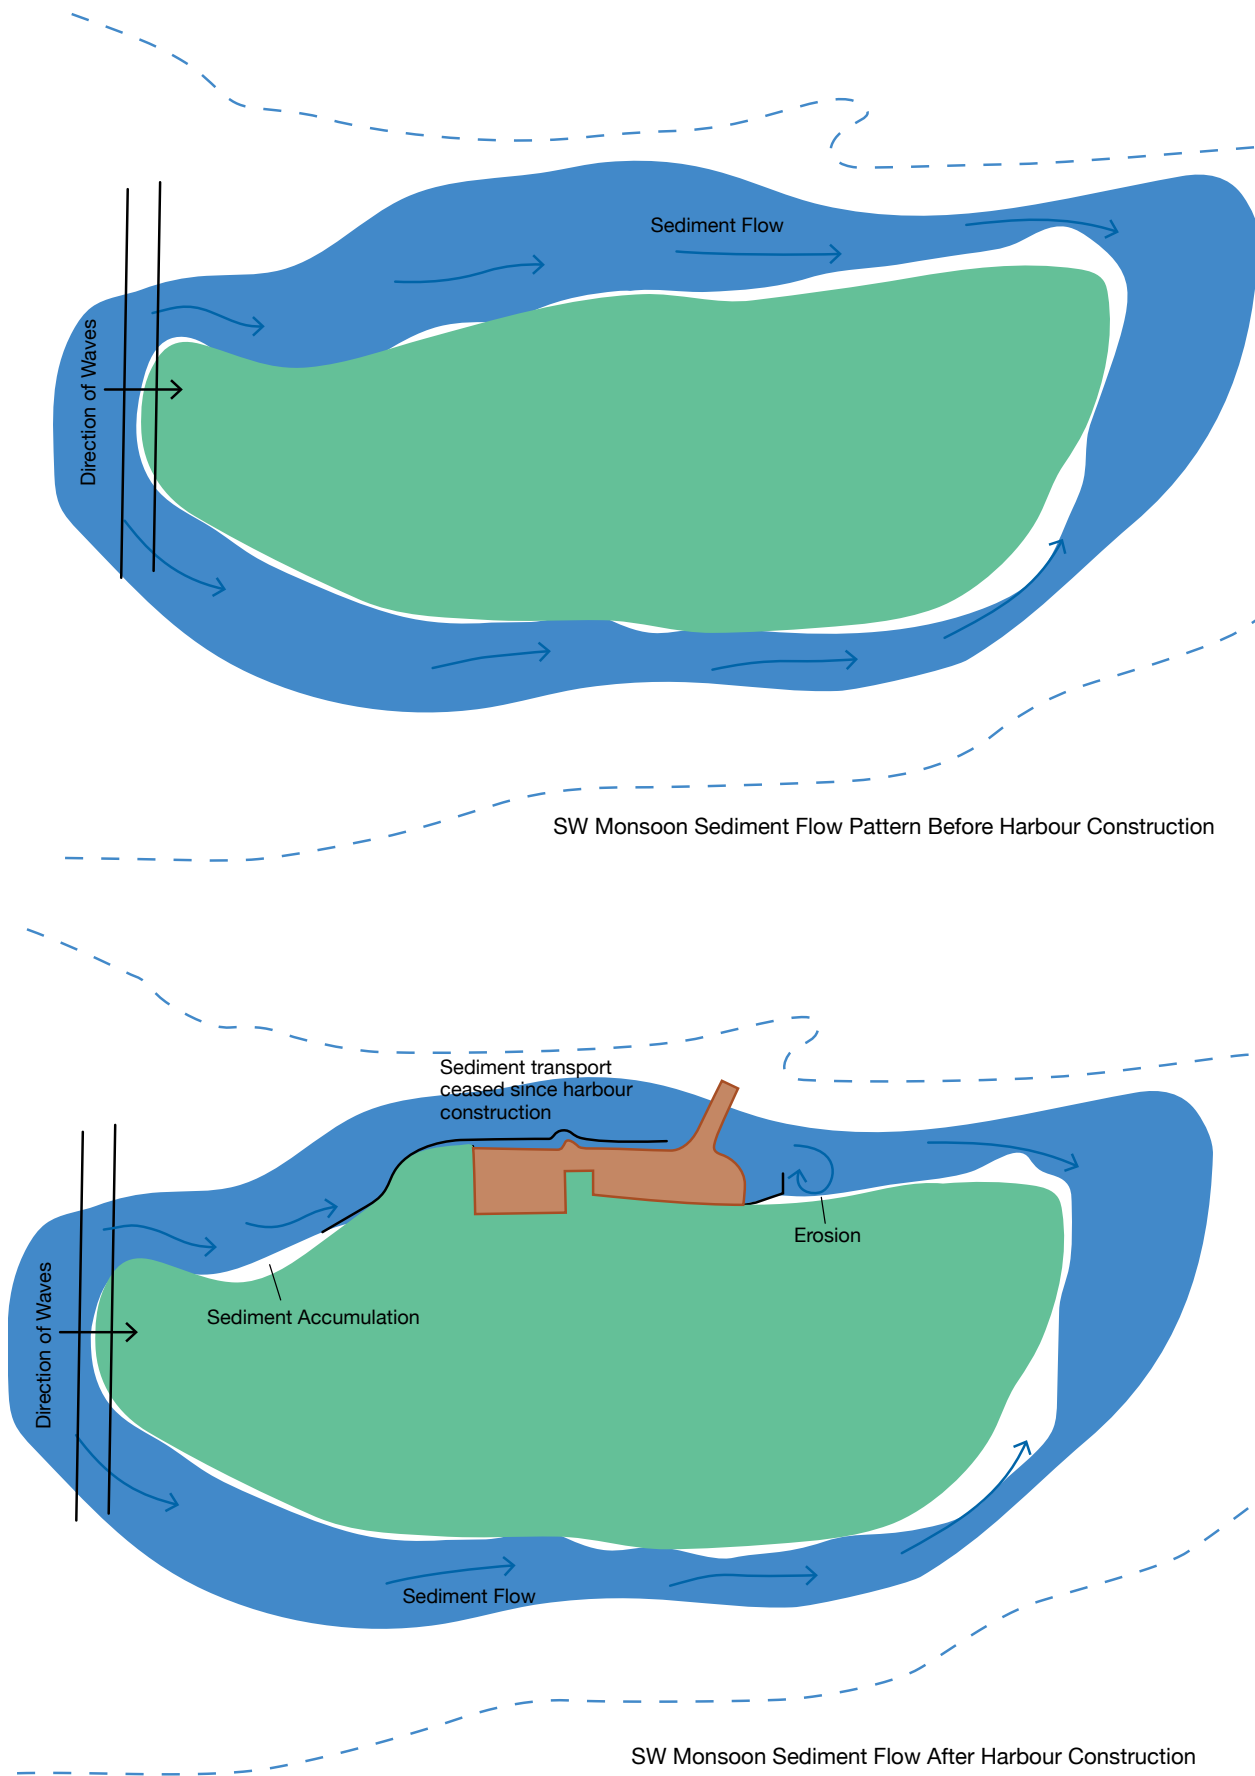 Sediment Flow
Direction of Waves
SW Monsoon Sediment Flow Pattern Before Harbour Construction
Sediment transport
ceased since harbour
construction
Erosion
Sediment Accumulation
Direction of Waves
Sediment Flow
SW Monsoon Sediment Flow After Harbour Construction